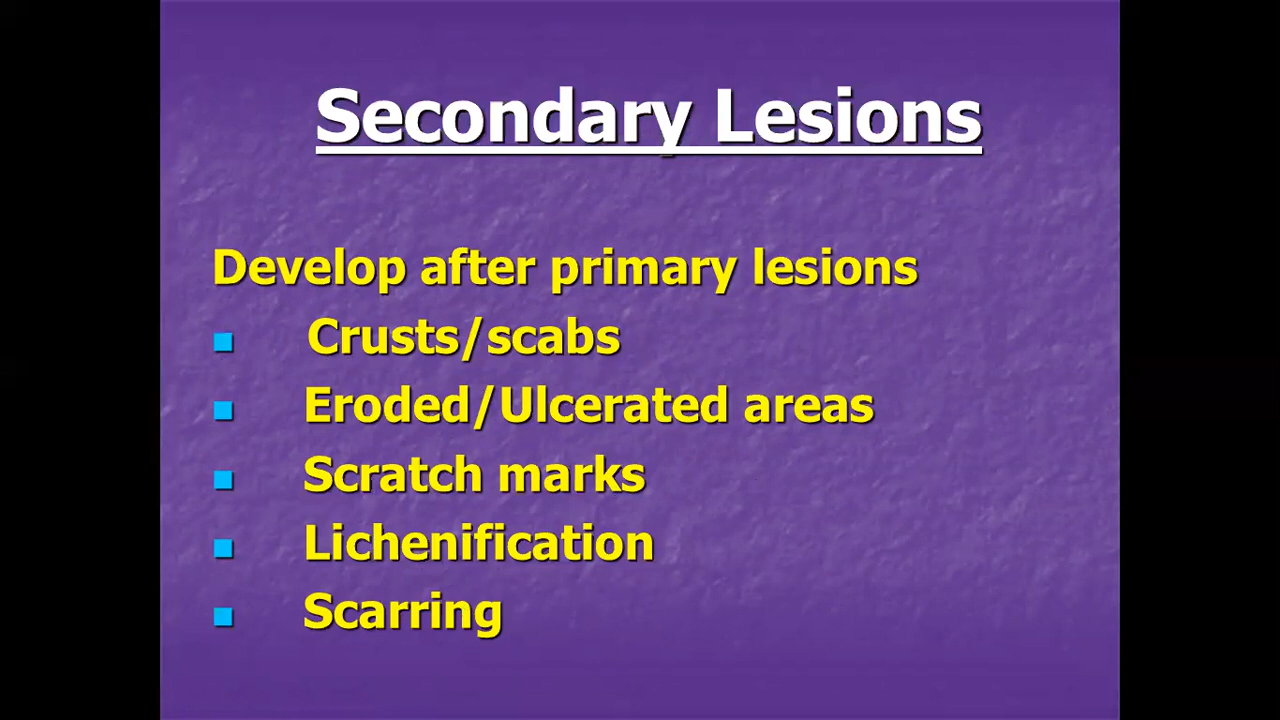 Secondary Lesions
Develop after primary lesions
Crusts/scabs
Eroded/Ulcerated areas
Scratch marks
Lichenification
Scarring